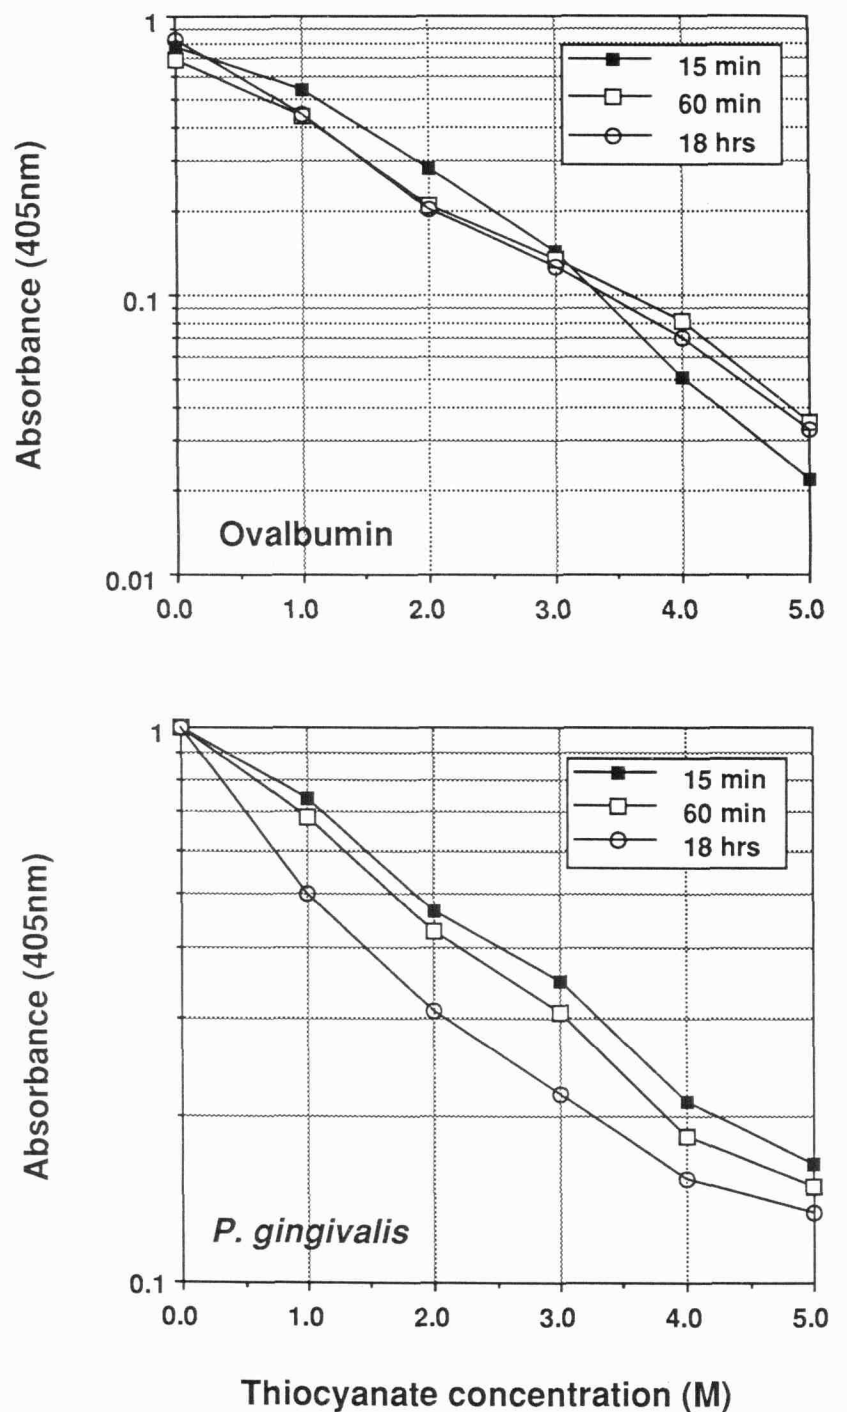 1
15 min
60 min
18 hrs
Absorbance (405nm)
0.1
Ovalbumin
0.01
0.0 1.0 2.0 3.0 4.0 5.0
1
15 min
60 min
18 hrs
Absorbance (405nm)
P. gingivalis
0.1
0.0 1.0 2.0 3.0 4.0 5.0
Thiocyanate concentration (M)